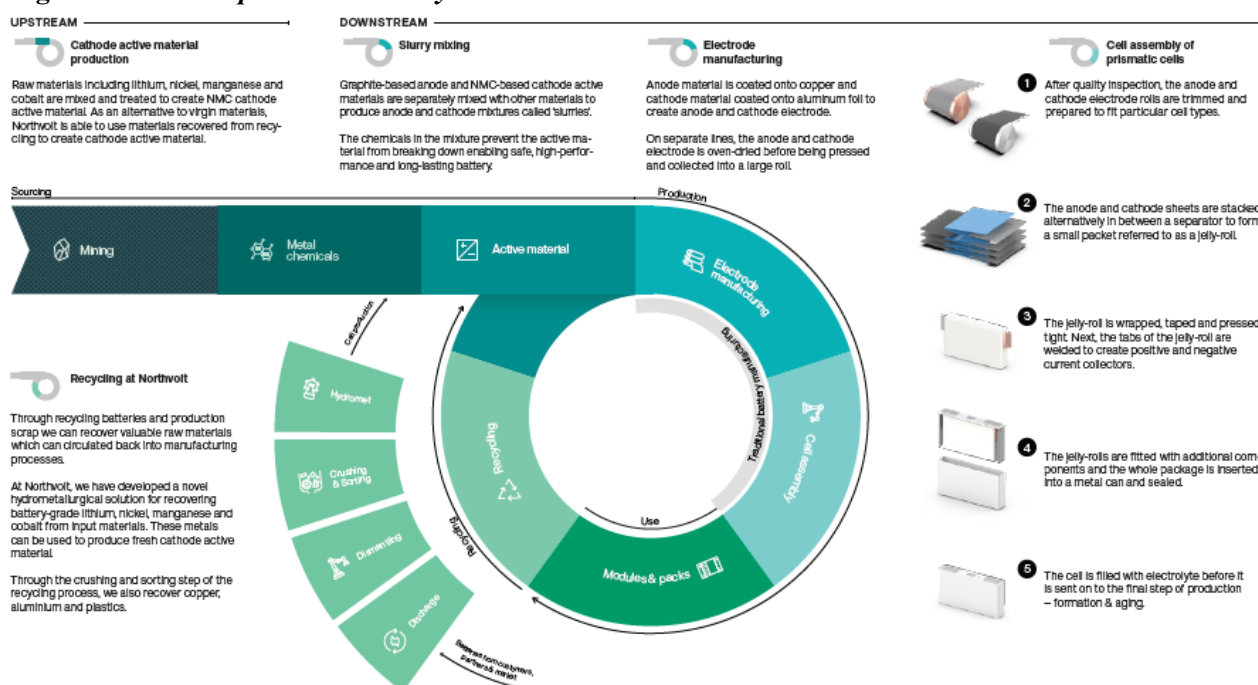 UPSTREAM
DOWNSTREAM
Cathode active material
production
Raw materials including lithium, nickel, manganese and
cobalt are mixed and treated to create NMC cathode
active material. As an alternative to virgin materials,
Northvolt is able to use materials recovered from recy-
cling to create cathode active material.
Slurry mixing
Graphite-based anode and NMC-based cathode active
materials are separately mixed with other materials to
produce anode and cathode mixtures called 'slurries'.
The chemicals in the mixture prevent the active ma-
terial from breaking down enabling safe, high-perfor-
mance and long-lasting battery.
Electrode
manufacturing
Anode material is coated onto copper and
cathode material coated onto aluminum foil to
create anode and cathode electrode.
On separate lines, the anode and cathode
electrode is oven-dried before being pressed
and collected into a large roll.
Cell assembly of
prismatic cells
1
After quality inspection, the anode and
cathode electrode rolls are trimmed and
prepared to fit particular cell types.
2
The anode and cathode sheets are stacked
alternatively in between a separator to form
a small packet referred to as a jelly-roll.
3
The jelly-roll is wrapped, taped and pressed
tight. Next, the tabs of the jelly-roll are
welded to create positive and negative
current collectors.
4
The jelly-rolls are fitted with additional com-
ponents and the whole package is inserted
into a metal can and sealed.
5
The cell is filled with electrolyte before it
is sent on to the final step of production
– formation & aging.
Sourcing
Production
Mining
Metal
chemicals
Active material
Electrode
manufacturing
Cell assembly
Modules & packs
Recycling
Traditional battery manufacturing
Use
Recycling
Cell production
Hydromet
Crushing
& Sorting
Dismantling
Discharge
Batteries from customers,
partners & market
Recycling at Northvolt
Through recycling batteries and production
scrap we can recover valuable raw materials
which can circulated back into manufacturing
processes.
At Northvolt, we have developed a novel
hydrometallurgical solution for recovering
battery-grade lithium, nickel, manganese and
cobalt from input materials. These metals
can be used to produce fresh cathode active
material.
Through the crushing and sorting step of the
recycling process, we also recover copper,
aluminium and plastics.